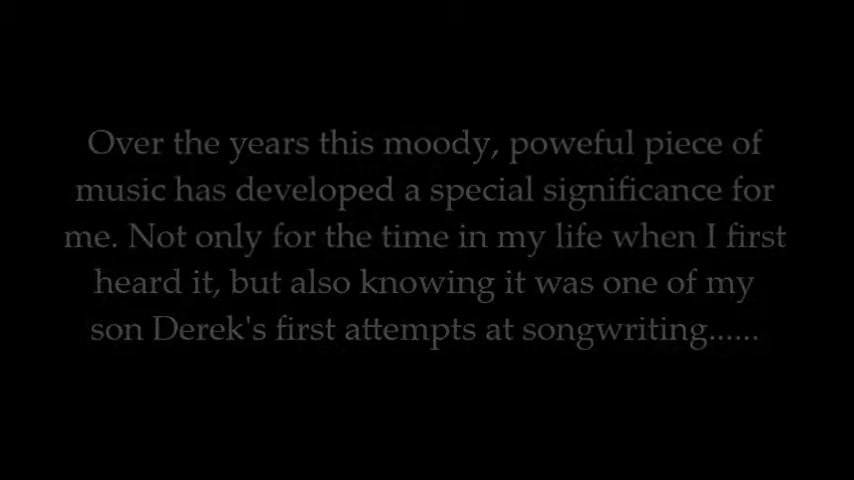 Over the years this moody, poweful piece of
music has developed a special significance for
me. Not only for the time in my life when I first
heard it, but also knowing it was one of my
son Derek's first attempts at songwriting......